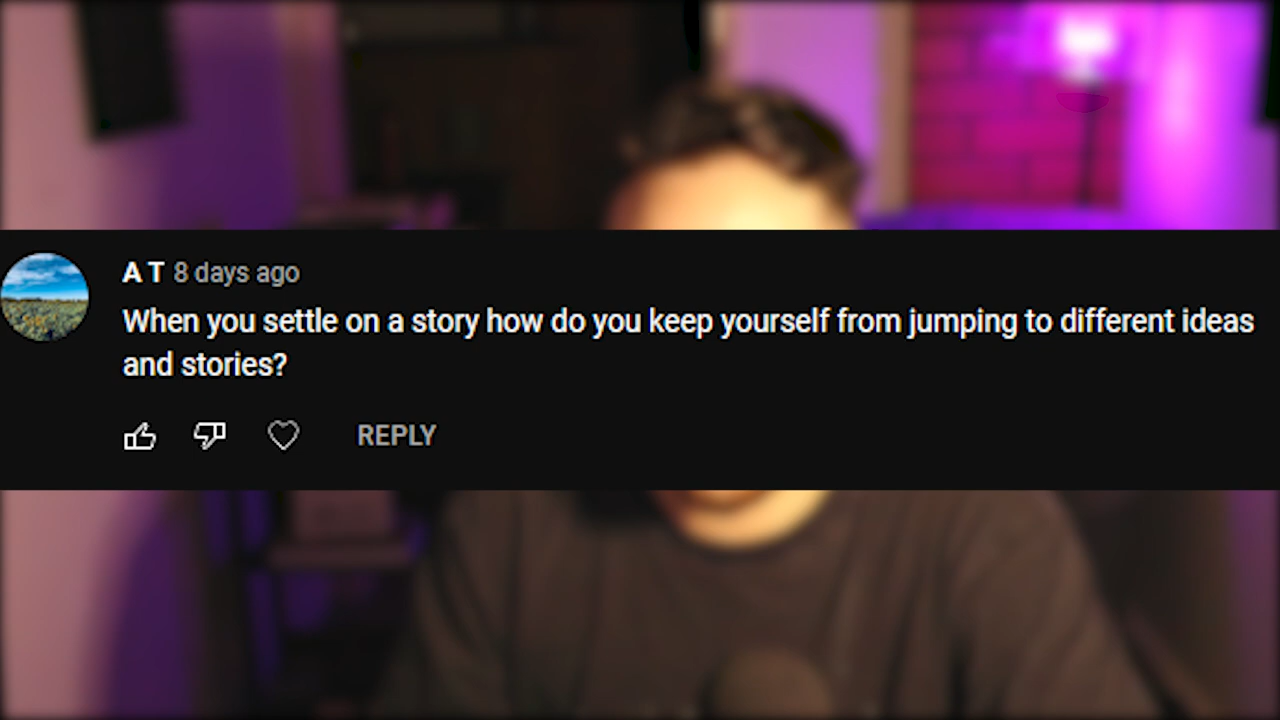 A T 8 days ago
When you settle on a story how do you keep yourself from jumping to different ideas
and stories?
REPLY